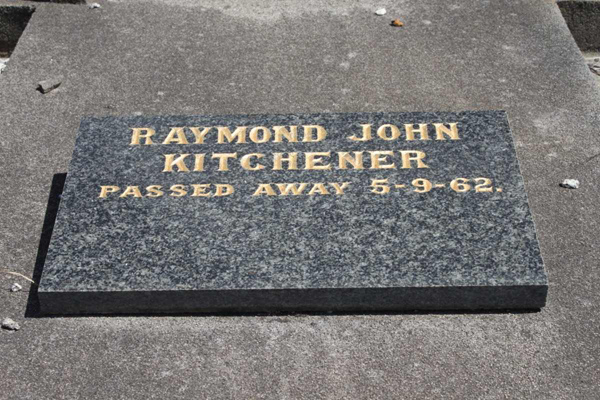 RAYMOND JOHN
KITCHENER
PASSED AWAY 5-9-62.